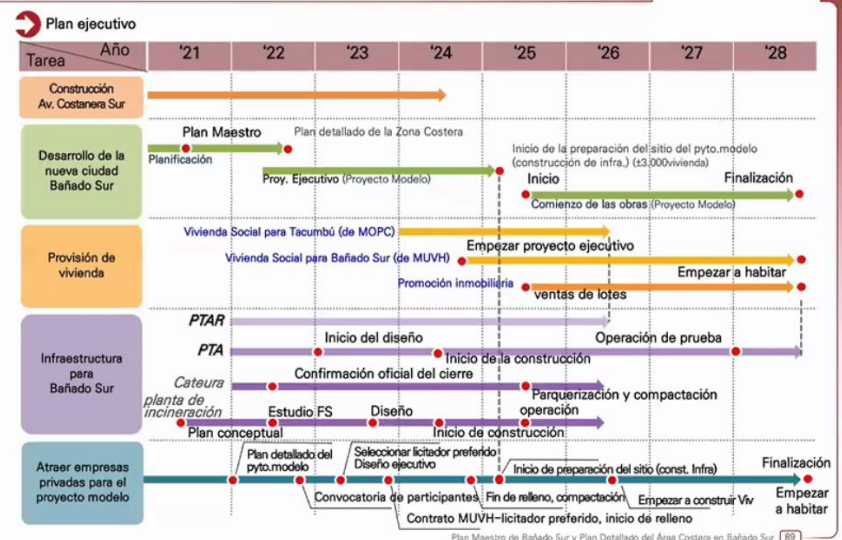 Plan ejecutivo
Año
Tarea
'21 '22 '23 '24 '25 '26 '27 '28
Construcción
Av. Costanera Sur
Desarrollo de la
nueva ciudad
Bañado Sur
Plan Maestro
Plan detallado de la Zona Costera
Planificación
Proy. Ejecutivo (Proyecto Modelo)
Inicio de la preparación del sitio del pyto.modelo
(construcción de infra.) (±3,000vivienda)
Inicio
Finalización
Comienzo de las obras (Proyecto Modelo)
Provisión de
vivienda
Vivienda Social para Tacumbú (de MOPC)
Empezar proyecto ejecutivo
Vivienda Social para Bañado Sur (de MUVH)
Empezar a habitar
Promoción inmobiliaria
ventas de lotes
Infraestructura
para
Bañado Sur
PTAR
Inicio del diseño
Operación de prueba
PTA
Inicio de la construcción
Confirmación oficial del cierre
Cateura
Parquerización y compactación
planta de
incineración
Estudio FS
Diseño
operación
Plan conceptual
Inicio de construcción
Atraer empresas
privadas para el
proyecto modelo
Plan detallado del
pyto.modelo
Seleccionar licitador preferido
Diseño ejecutivo
Inicio de preparación del sitio (const. Infra)
Finalización
Convocatoria de participantes
Fin de relleno, compactación
Empezar a construir Viv
Empezar
a habitar
Contrato MUVH-licitador preferido, inicio de relleno
Plan Maestro de Bañado Sur y Plan Detallado del Área Costera en Bañado Sur 89